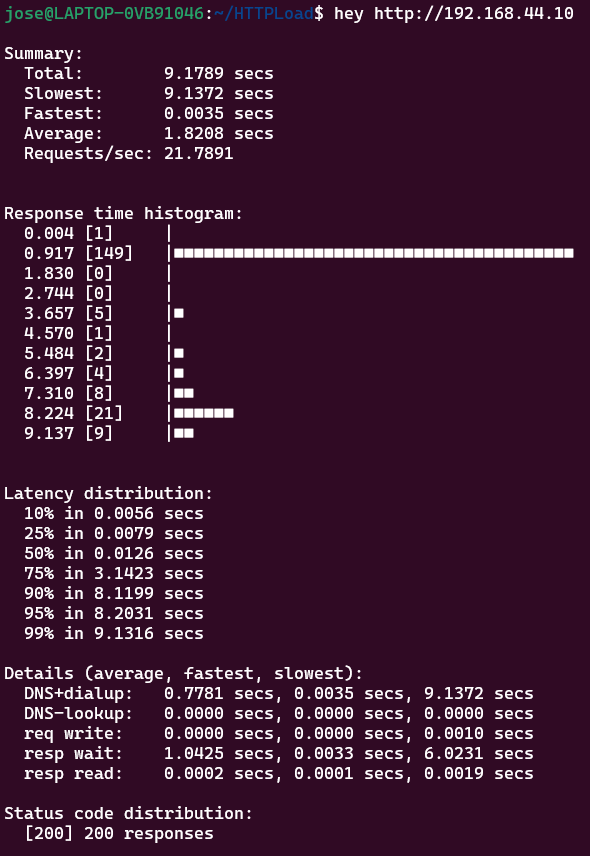 jose@LAPTOP-0VB91046:~/HTTPLoad$ hey http://192.168.44.10
Summary:
Total: 9.1789 secs
Slowest: 9.1372 secs
Fastest: 0.0035 secs
Average: 1.8208 secs
Requests/sec: 21.7891
Response time histogram:
0.004 [1] |
0.917 [149] |■■■■■■■■■■■■■■■■■■■■■■■■■■■■■■■■■■■■■■■■
1.830 [0] |
2.744 [0] |
3.657 [5] |■
4.570 [1] |
5.484 [2] |■
6.397 [4] |■
7.310 [8] |■■
8.224 [21] |■■■■■■
9.137 [9] |■■
Latency distribution:
10% in 0.0056 secs
25% in 0.0079 secs
50% in 0.0126 secs
75% in 3.1423 secs
90% in 8.1199 secs
95% in 8.2031 secs
99% in 9.1316 secs
Details (average, fastest, slowest):
DNS+dialup: 0.7781 secs, 0.0035 secs, 9.1372 secs
DNS-lookup: 0.0000 secs, 0.0000 secs, 0.0000 secs
req write: 0.0000 secs, 0.0000 secs, 0.0010 secs
resp wait: 1.0425 secs, 0.0033 secs, 6.0231 secs
resp read: 0.0002 secs, 0.0001 secs, 0.0019 secs
Status code distribution:
[200] 200 responses